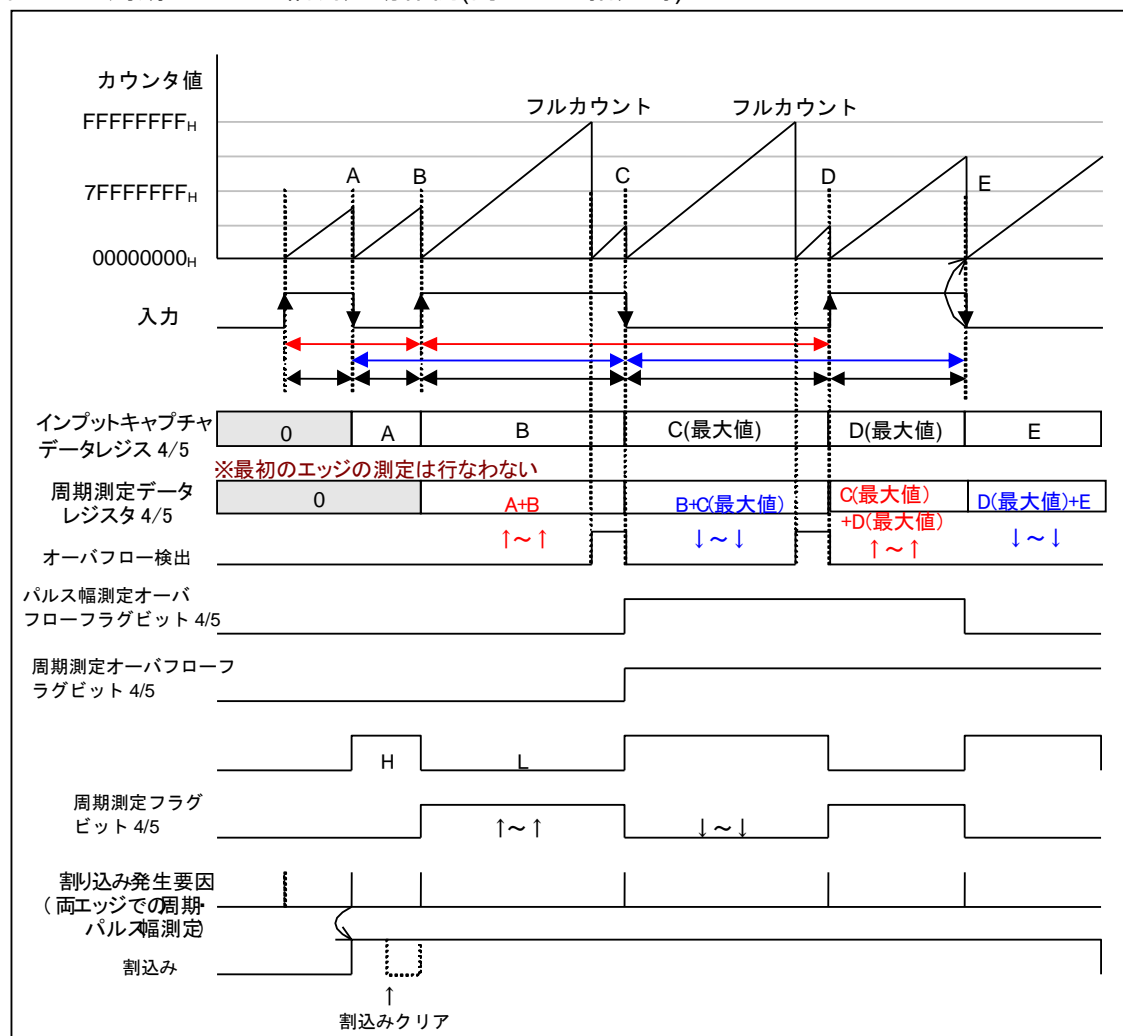 カウンタ値
フルカウント
フルカウント
FFFFFFFFH
A
B
C
D
E
7FFFFFFFH
00000000H
入力
インプットキャプチャ
データレジス 4/5
0
A
B
C(最大値)
D(最大値)
E
※最初のエッジの測定は行なわない
周期測定データ
レジスタ 4/5
0
A+B
↑～↑
B+C(最大値)
↓～↓
C(最大値)
+D(最大値)
↑～↑
D(最大値)+E
↓～↓
オーバフロー検出
パルス幅測定オーバ
フローフラグビット 4/5
周期測定オーバフローフ
ラグビット 4/5
H
L
周期測定フラグ
ビット 4/5
↑～↑
↓～↓
割り込み発生要因
(両エッジでの周期・
パルス幅測定)
割込み
↑
割込みクリア